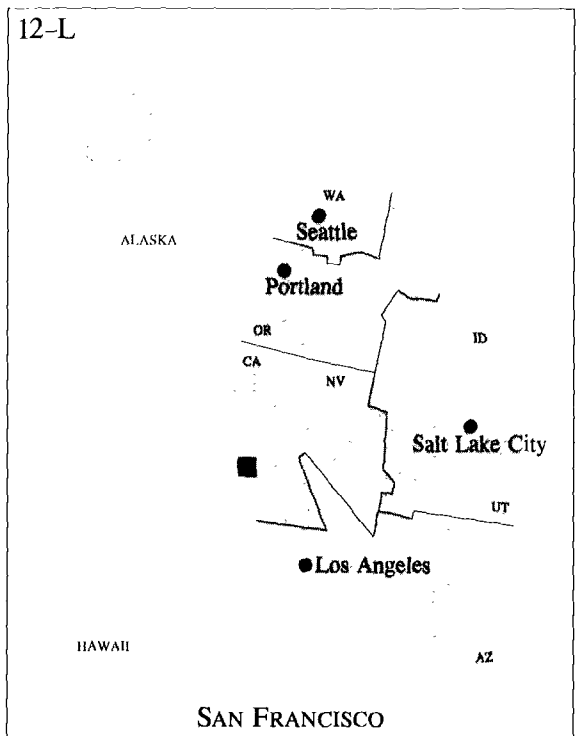 12-L
WA
Seattle
ALASKA
Portland
OR
CA
ID
NV
Salt Lake City
UT
Los Angeles
HAWAII
AZ
SAN FRANCISCO